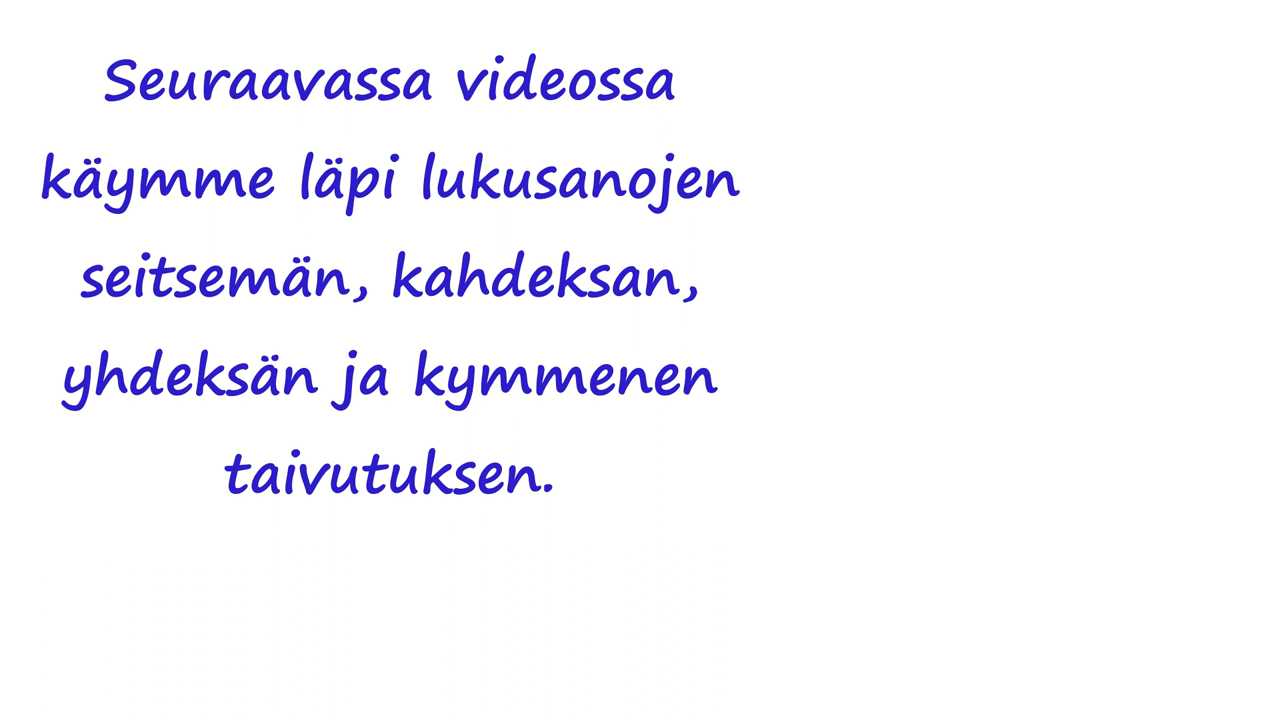 Seuraavassa videossa
käymme läpi lukusanojen
seitsemän, kahdeksan,
yhdeksän ja kymmenen
taivutuksen.